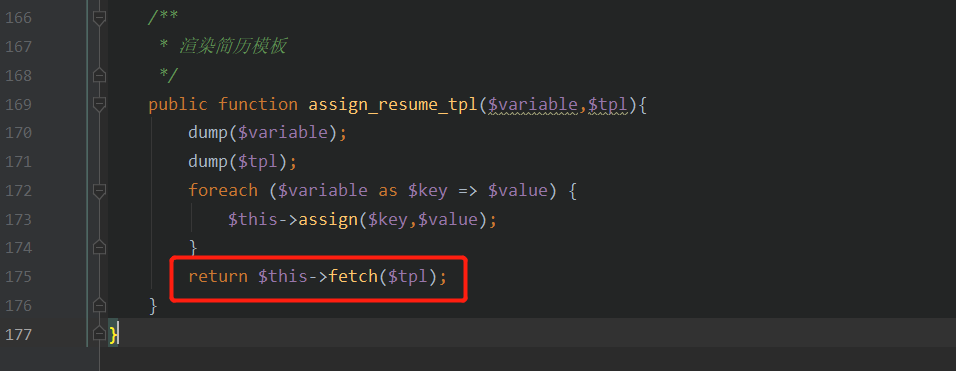 166 /**
167 * 渲染简历模板
168 */
169 public function assign_resume_tpl($variable,$tpl){
170 dump($variable);
171 dump($tpl);
172 foreach ($variable as $key => $value) {
173 $this->assign($key,$value);
174 }
175 return $this->fetch($tpl);
176 }
177 }